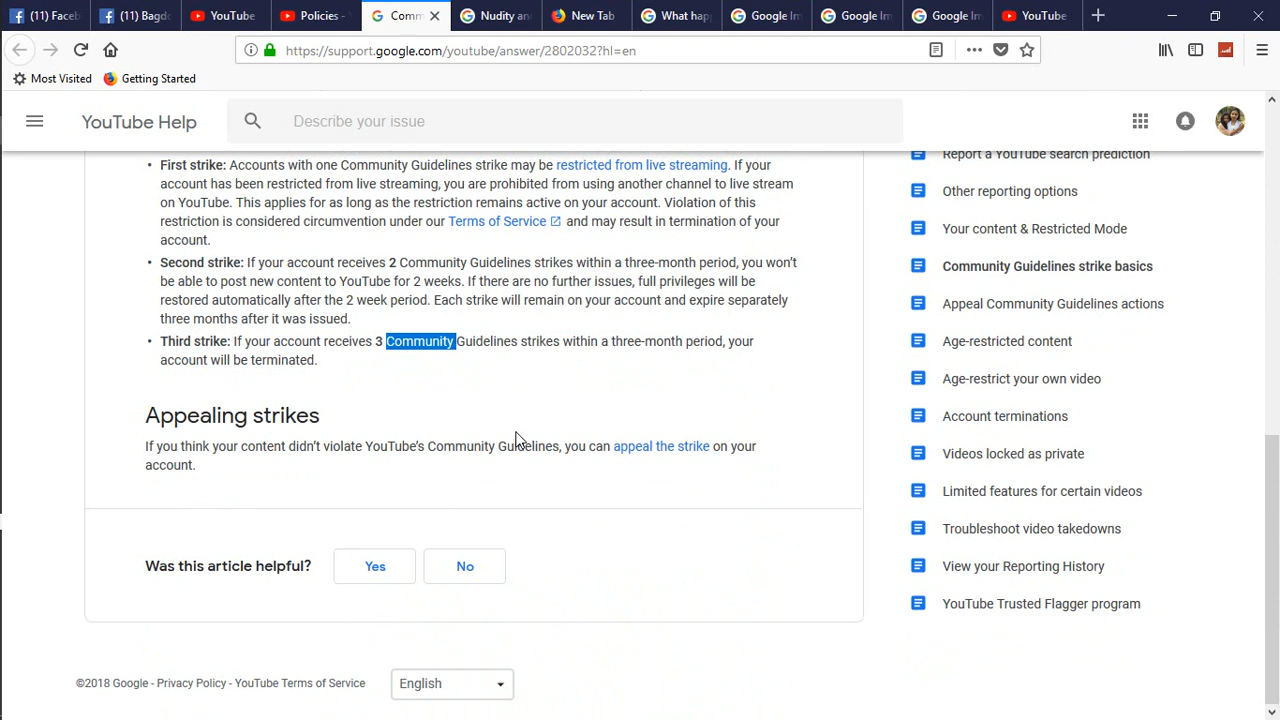 (11) Faceb
(11) Bagdo
YouTube
Policies -
Comm
Nudity an
New Tab
What hap
Google Im
Google Im
Google Im
YouTube
https://support.google.com/youtube/answer/2802032?hl=en
Most Visited
Getting Started
YouTube Help
Describe your issue
First strike: Accounts with one Community Guidelines strike may be restricted from live streaming. If your
account has been restricted from live streaming, you are prohibited from using another channel to live stream
on YouTube. This applies for as long as the restriction remains active on your account. Violation of this
restriction is considered circumvention under our Terms of Service and may result in termination of your
account.
Second strike: If your account receives 2 Community Guidelines strikes within a three-month period, you won't
be able to post new content to YouTube for 2 weeks. If there are no further issues, full privileges will be
restored automatically after the 2 week period. Each strike will remain on your account and expire separately
three months after it was issued.
Third strike: If your account receives 3 Community Guidelines strikes within a three-month period, your
account will be terminated.
Appealing strikes
If you think your content didn't violate YouTube's Community Guidelines, you can appeal the strike on your
account.
Was this article helpful?
Yes
No
Report a YouTube search prediction
Other reporting options
Your content & Restricted Mode
Community Guidelines strike basics
Appeal Community Guidelines actions
Age-restricted content
Age-restrict your own video
Account terminations
Videos locked as private
Limited features for certain videos
Troubleshoot video takedowns
View your Reporting History
YouTube Trusted Flagger program
©2018 Google - Privacy Policy - YouTube Terms of Service
English